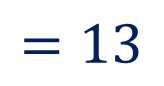 = 13